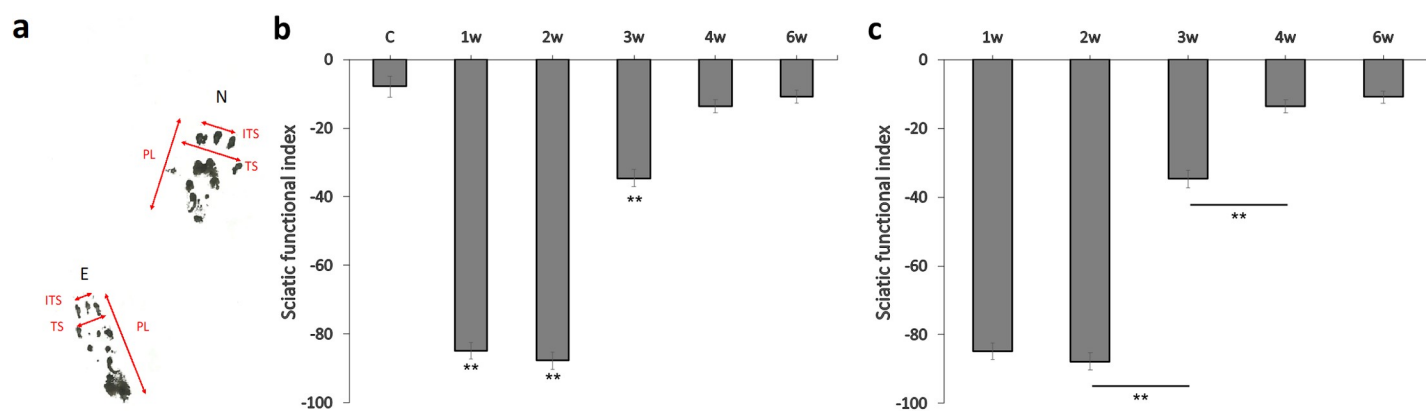 a
N
ITS
PL
TS
E
ITS
TS
PL
b
C 1w 2w 3w 4w 6w
0
-20
-40
-60
-80
-100
Sciatic functional index
**
**
**
c
1w 2w 3w 4w 6w
0
-20
-40
-60
-80
-100
Sciatic functional index
**
**